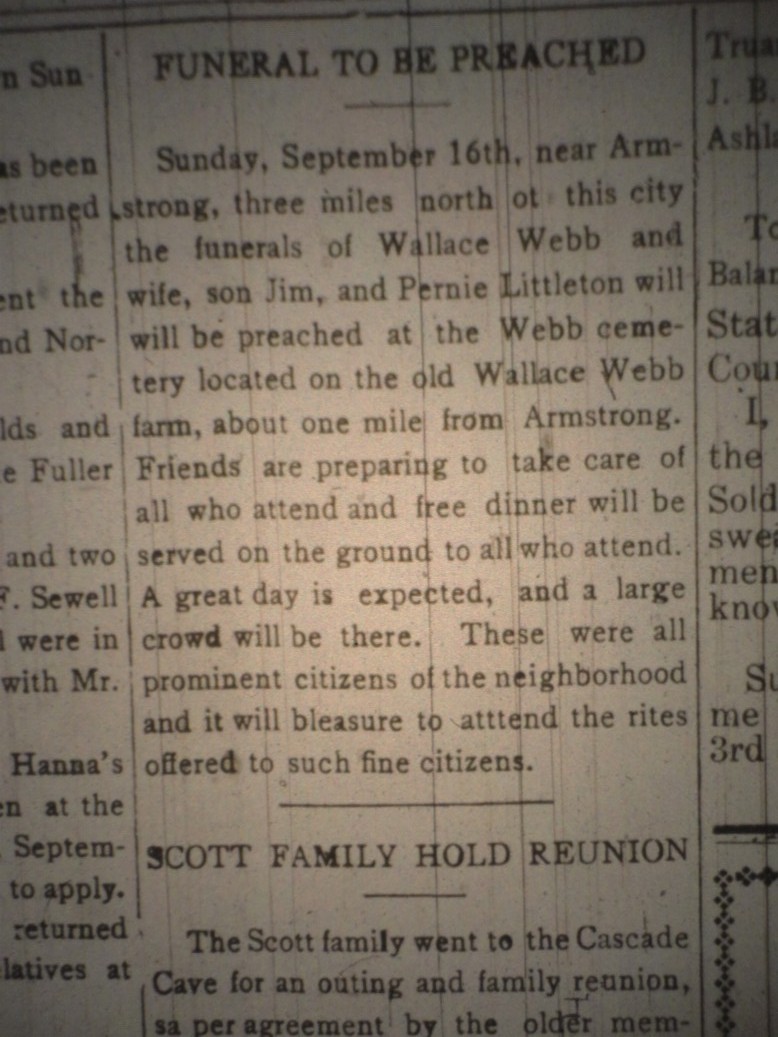 n Sun
as been
eturned
ent the
nd Nor-
lds and
e Fuller
and two
F. Sewell
l were in
with Mr.
Hanna's
en at the
Septem-
to apply.
returned
latives at
FUNERAL TO BE PREACHED
Sunday, September 16th, near Arm-
strong, three miles north ot this city
the funerals of Wallace Webb and
wife, son Jim, and Pernie Littleton will
will be preached at the Webb ceme-
tery located on the old Wallace Webb
farm, about one mile from Armstrong.
Friends are preparing to take care of
all who attend and free dinner will be
served on the ground to all who attend.
A great day is expected, and a large
crowd will be there. These were all
prominent citizens of the neighborhood
and it will bleasure to atttend the rites
offered to such fine citizens.
SCOTT FAMILY HOLD REUNION
The Scott family went to the Cascade
Cave for an outing and family reunion,
sa per agreement by the older mem-
Trua
J. B.
Ashla
To
Balan
Stat
Coun
I,
the
Sold
swea
men
know
Su
me
3rd